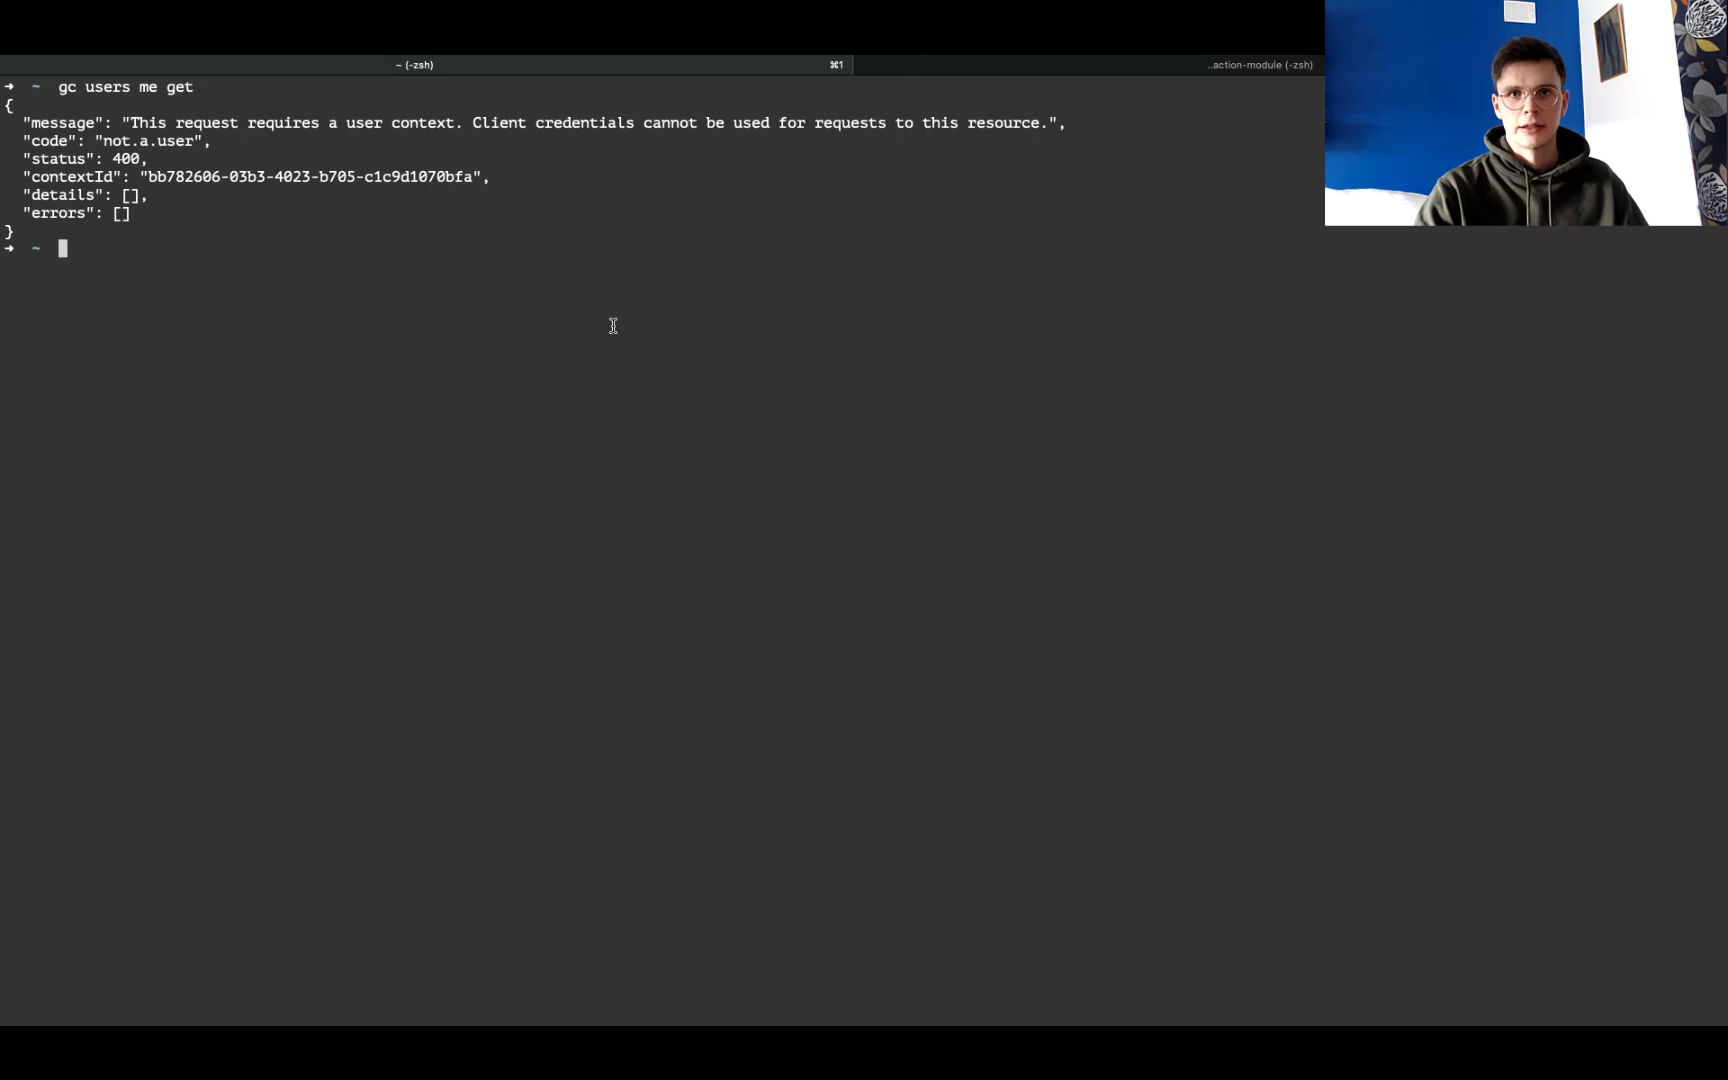 ~ (-zsh)
⌘1
..action-module (-zsh)
➜ ~ gc users me get
{
  "message": "This request requires a user context. Client credentials cannot be used for requests to this resource.",
  "code": "not.a.user",
  "status": 400,
  "contextId": "bb782606-03b3-4023-b705-c1c9d1070bfa",
  "details": [],
  "errors": []
}
➜ ~